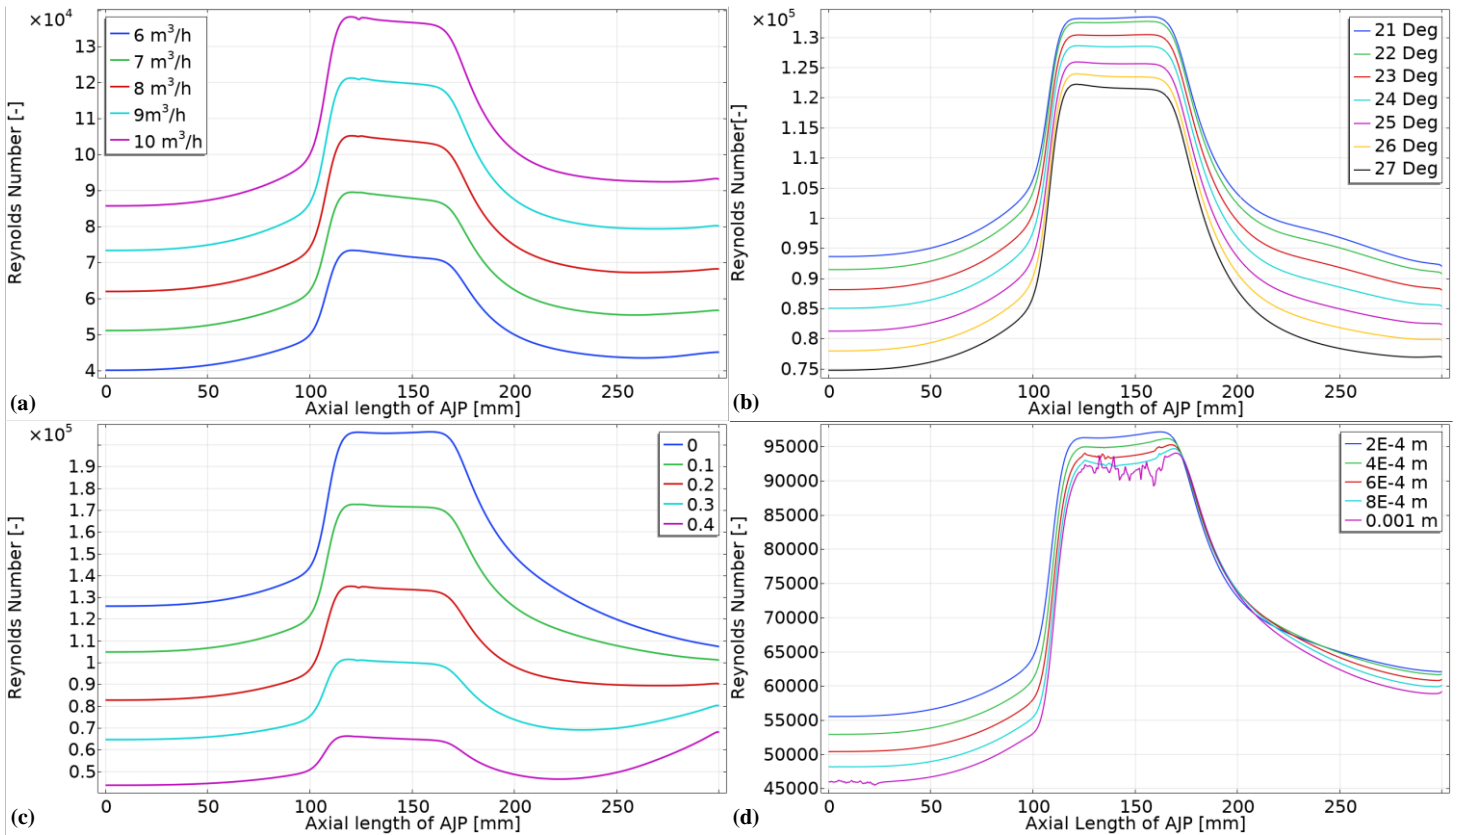 ×10⁴
6 m³/h
7 m³/h
8 m³/h
9m³/h
10 m³/h
13
12
11
10
9
8
7
6
5
4
Reynolds Number [-]
0 50 100 150 200 250
Axial length of AJP [mm]
(a)
×10⁵
21 Deg
22 Deg
23 Deg
24 Deg
25 Deg
26 Deg
27 Deg
1.3
1.25
1.2
1.15
1.1
1.05
1
0.95
0.9
0.85
0.8
0.75
Reynolds Number[-]
0 50 100 150 200 250
Axial length of AJP [mm]
(b)
×10⁵
0
0.1
0.2
0.3
0.4
1.9
1.8
1.7
1.6
1.5
1.4
1.3
1.2
1.1
1
0.9
0.8
0.7
0.6
0.5
Reynolds Number [-]
0 50 100 150 200 250
Axial length of AJP [mm]
(c)
2E-4 m
4E-4 m
6E-4 m
8E-4 m
0.001 m
95000
90000
85000
80000
75000
70000
65000
60000
55000
50000
45000
Reynolds Number [-]
0 50 100 150 200 250
Axial Length of AJP [mm]
(d)